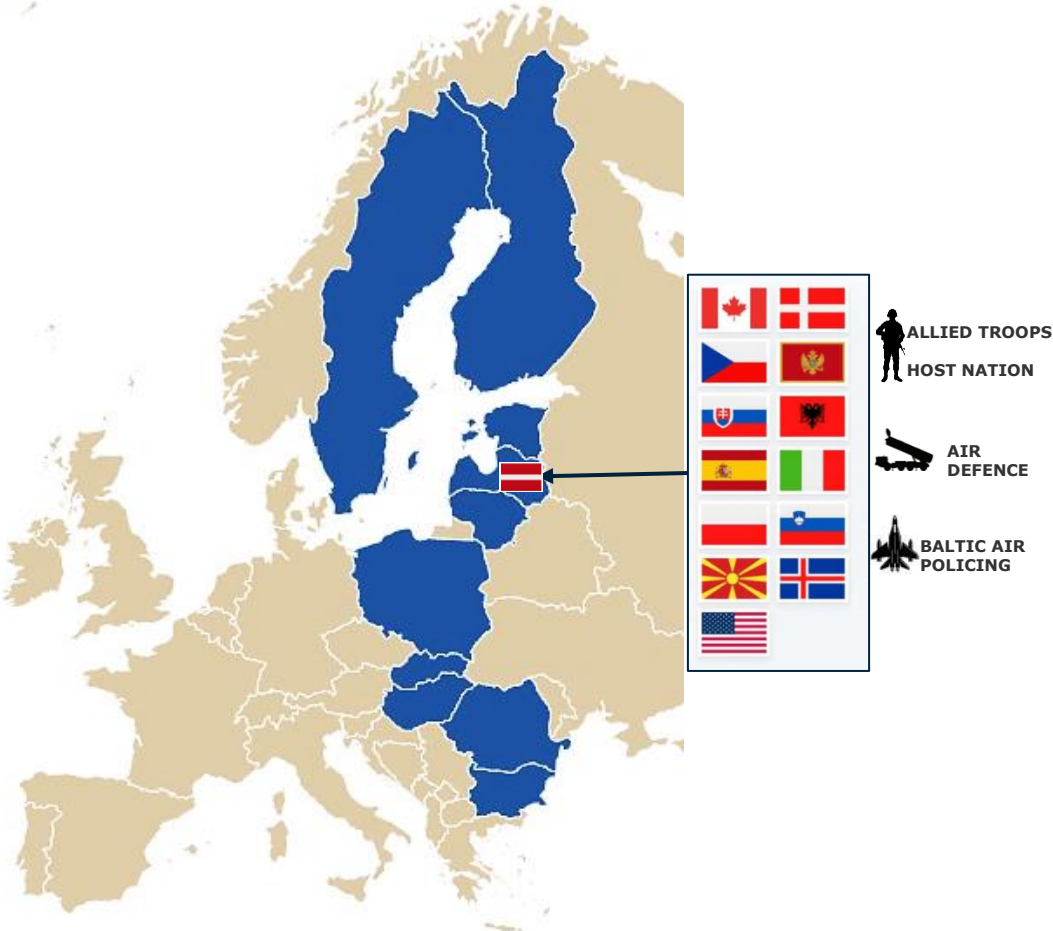 ALLIED TROOPS
HOST NATION
AIR
DEFENCE
BALTIC AIR
POLICING